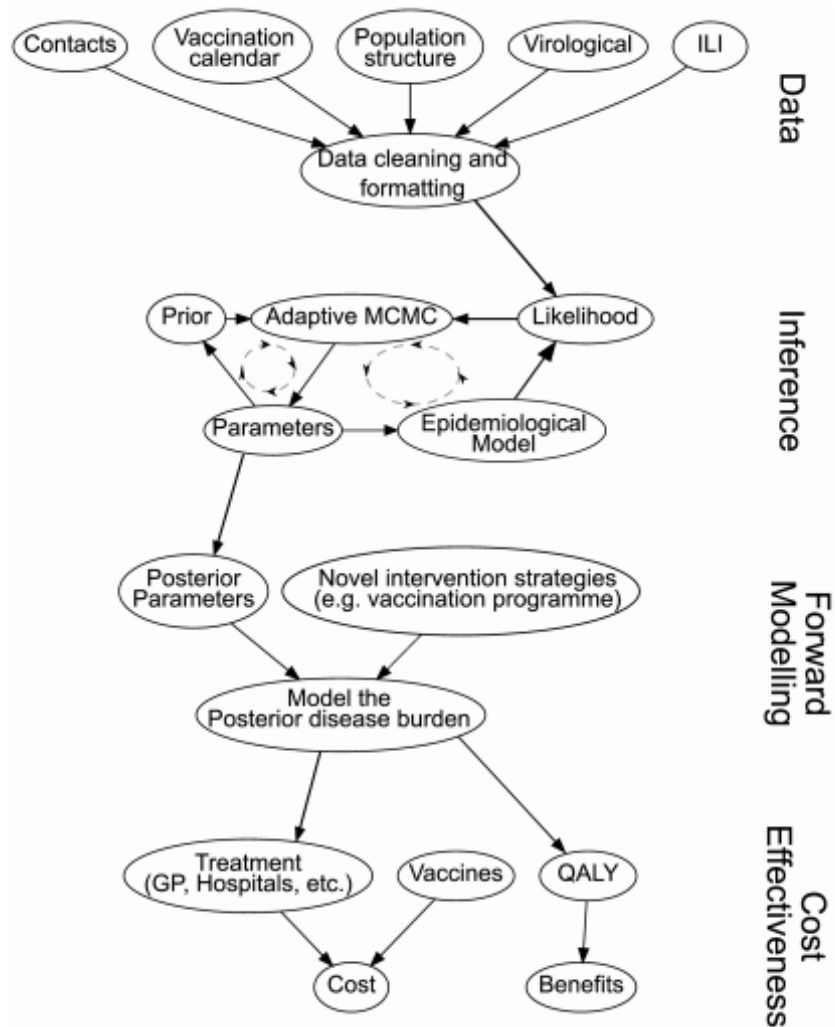 Contacts
Vaccination
calendar
Population
structure
Virological
ILI
Data
Data cleaning and
formatting
Inference
Prior
Adaptive MCMC
Likelihood
Parameters
Epidemiological
Model
Forward
Modelling
Posterior
Parameters
Novel intervention strategies
(e.g. vaccination programme)
Model the
Posterior disease burden
Cost
Effectiveness
Treatment
(GP, Hospitals, etc.)
Vaccines
QALY
Cost
Benefits